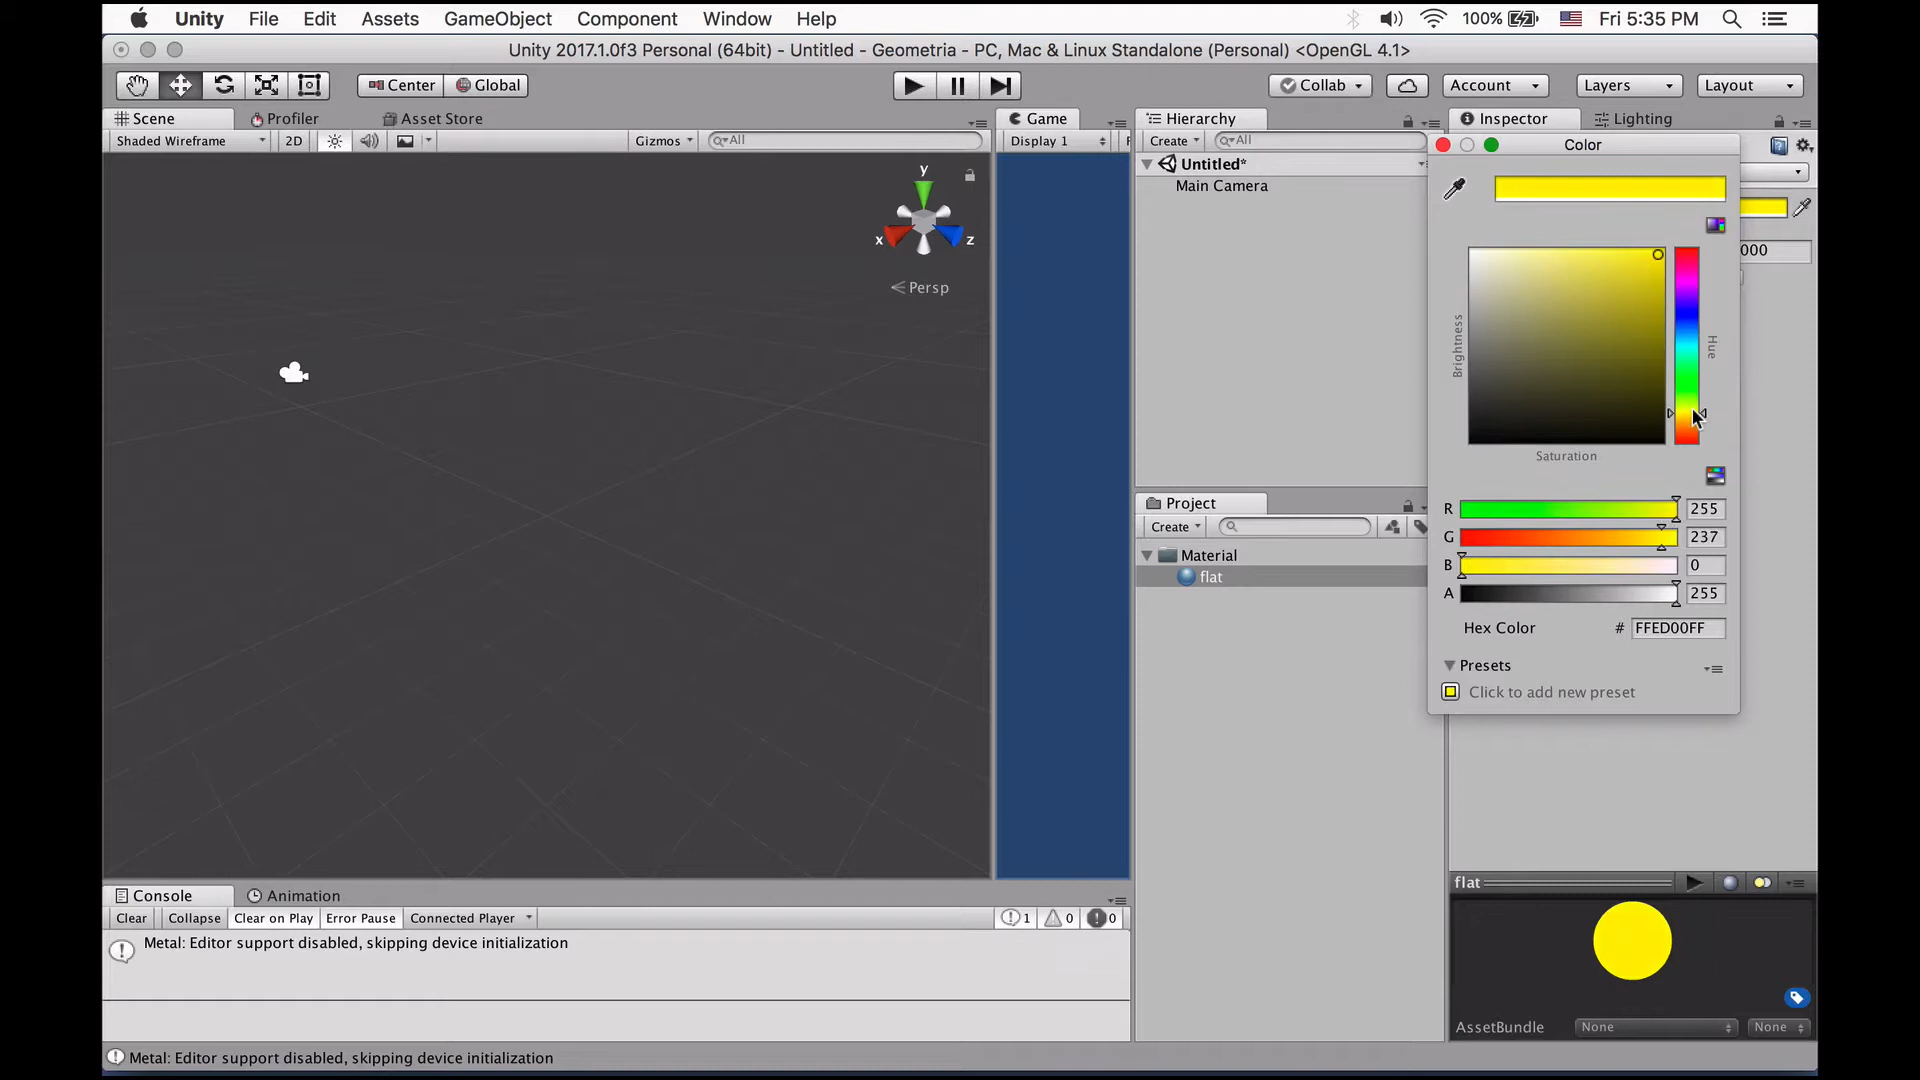 Unity File Edit Assets GameObject Component Window Help 100% Fri 5:35 PM
Unity 2017.1.0f3 Personal (64bit) - Untitled - Geometria - PC, Mac & Linux Standalone (Personal) <OpenGL 4.1>
Center Global Collab Account Layers Layout
Scene Profiler Asset Store Game Hierarchy Inspector Lighting
Shaded Wireframe 2D Gizmos All Display 1 Create All
Color
Untitled*
Main Camera
y
x z
Persp
000
Brightness
Hue
Saturation
Project
Create
Material
flat
R 255
G 237
B 0
A 255
Hex Color # FFED00FF
Presets
Click to add new preset
flat
AssetBundle None None
Console Animation
Clear Collapse Clear on Play Error Pause Connected Player 1 0 0
Metal: Editor support disabled, skipping device initialization
Metal: Editor support disabled, skipping device initialization